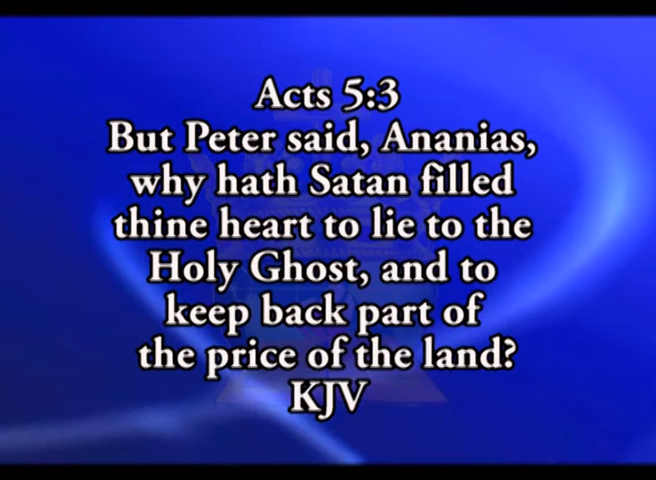 Acts 5:3
But Peter said, Ananias,
why hath Satan filled
thine heart to lie to the
Holy Ghost, and to
keep back part of
the price of the land?
KJV